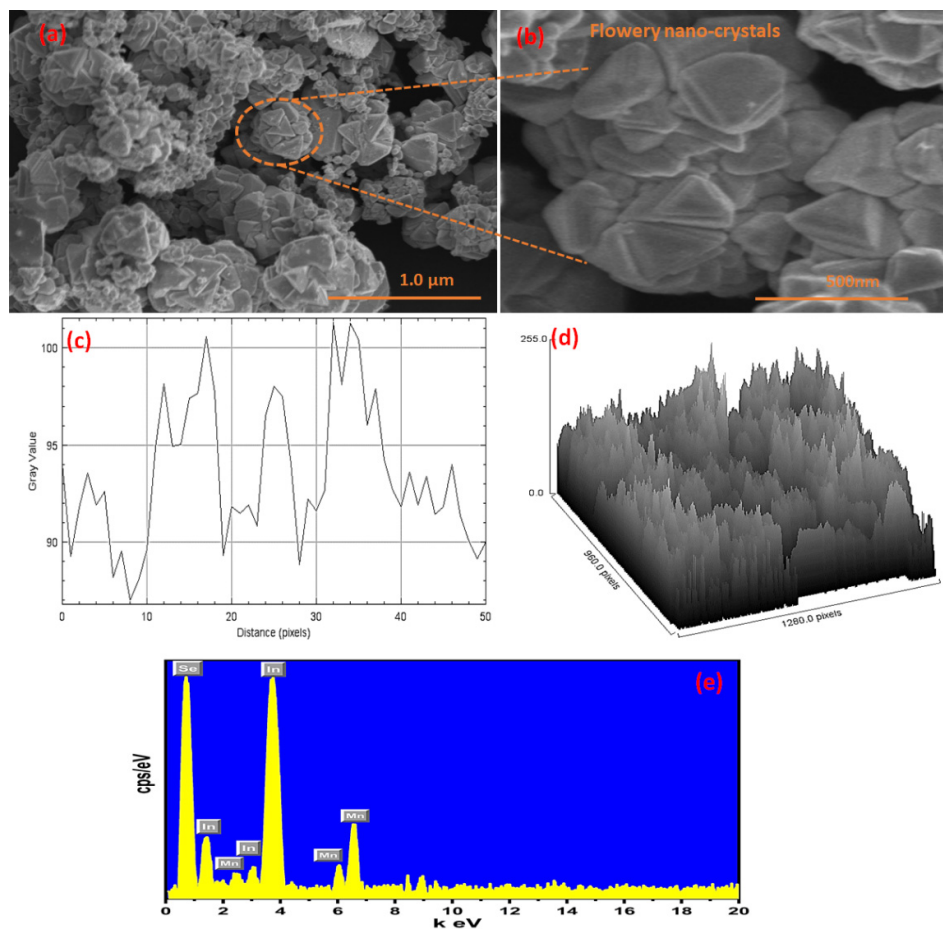 (a)
1.0 µm
(b)
Flowery nano-crystals
500nm
(c)
100
95
90
Gray Value
0 10 20 30 40 50
Distance (pixels)
(d)
255.0
0.0
960.0 pixels
1280.0 pixels
(e)
Se
In
In
Mn
In
Mn
Mn
cps/eV
0 2 4 6 8 10 12 14 16 18 20
k eV